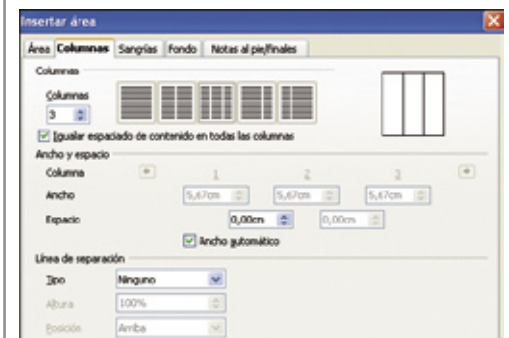 Insertar área
Área Columnas Sangrías Fondo Notas al pie/finales
Columnas
Columnas
3
Igualar espaciado de contenido en todas las columnas
Ancho y espacio
Columna 1 2 3
Ancho 5,67cm 5,67cm 5,67cm
Espacio 0,00cm 0,00cm
Ancho automático
Línea de separación
Tipo Ninguno
Altura 100%
Posición Arriba